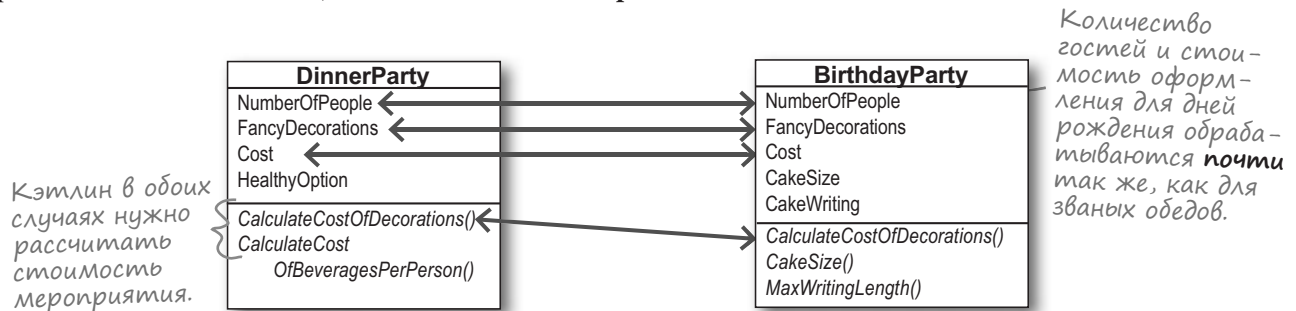 Кэтлин в обоих
случаях нужно
рассчитать
стоимость
мероприятия.
DinnerParty
NumberOfPeople
FancyDecorations
Cost
HealthyOption
CalculateCostOfDecorations()
CalculateCost
OfBeveragesPerPerson()
BirthdayParty
NumberOfPeople
FancyDecorations
Cost
CakeSize
CakeWriting
CalculateCostOfDecorations()
CakeSize()
MaxWritingLength()
Количество
гостей и стои-
мость оформ-
ления для дней
рождения обраба-
тываются почти
так же, как для
званых обедов.